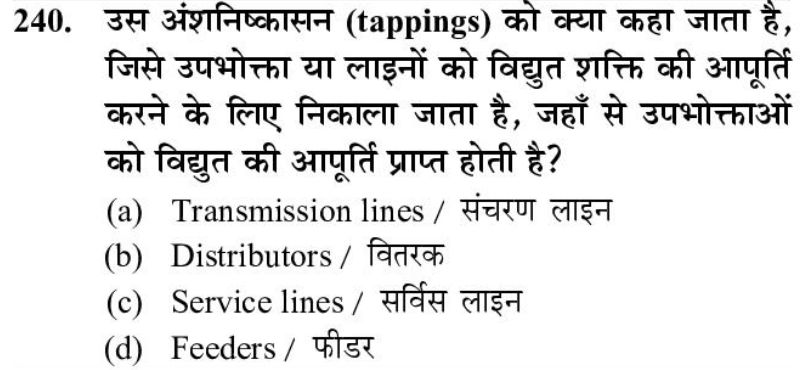 240. उस अंशनिष्कासन (tappings) को क्या कहा जाता है,
जिसे उपभोक्ता या लाइनों को विद्युत शक्ति की आपूर्ति
करने के लिए निकाला जाता है, जहाँ से उपभोक्ताओं
को विद्युत की आपूर्ति प्राप्त होती है?
(a) Transmission lines / संचरण लाइन
(b) Distributors / वितरक
(c) Service lines / सर्विस लाइन
(d) Feeders / फीडर